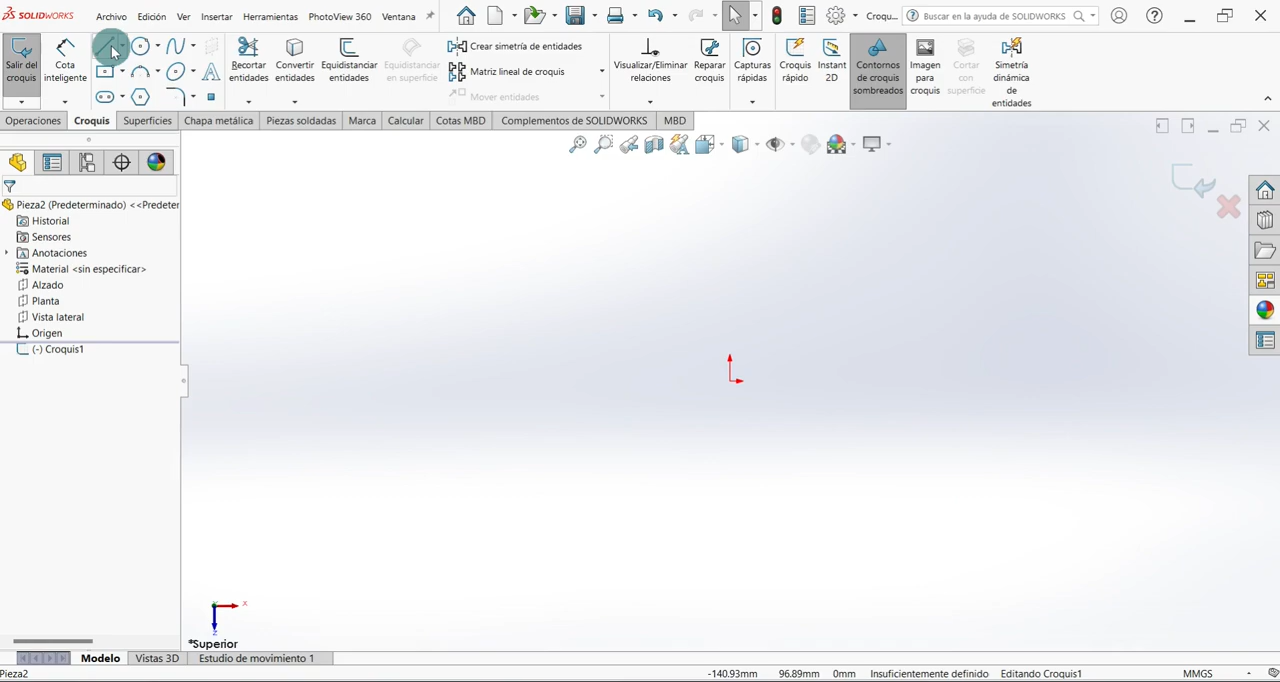 SOLIDWORKS Archivo Edición Ver Insertar Herramientas PhotoView 360 Ventana Croqu... Buscar en la ayuda de SOLIDWORKS
Salir del croquis
Cota inteligente
Recortar entidades
Convertir entidades
Equidistanciar entidades
Equidistanciar en superficie
Crear simetría de entidades
Matriz lineal de croquis
Mover entidades
Visualizar/Eliminar relaciones
Reparar croquis
Capturas rápidas
Croquis rápido
Instant 2D
Contornos de croquis sombreados
Imagen para croquis
Cortar con superficie
Simetría dinámica de entidades
Operaciones Croquis Superficies Chapa metálica Piezas soldadas Marca Calcular Cotas MBD Complementos de SOLIDWORKS MBD
Pieza2 (Predeterminado) <<Predeter
Historial
Sensores
Anotaciones
Material <sin especificar>
Alzado
Planta
Vista lateral
Origen
(-) Croquis1
X
Z
*Superior
Modelo Vistas 3D Estudio de movimiento 1
Pieza2 -140.93mm 96.89mm 0mm Insuficientemente definido Editando Croquis1 MMGS